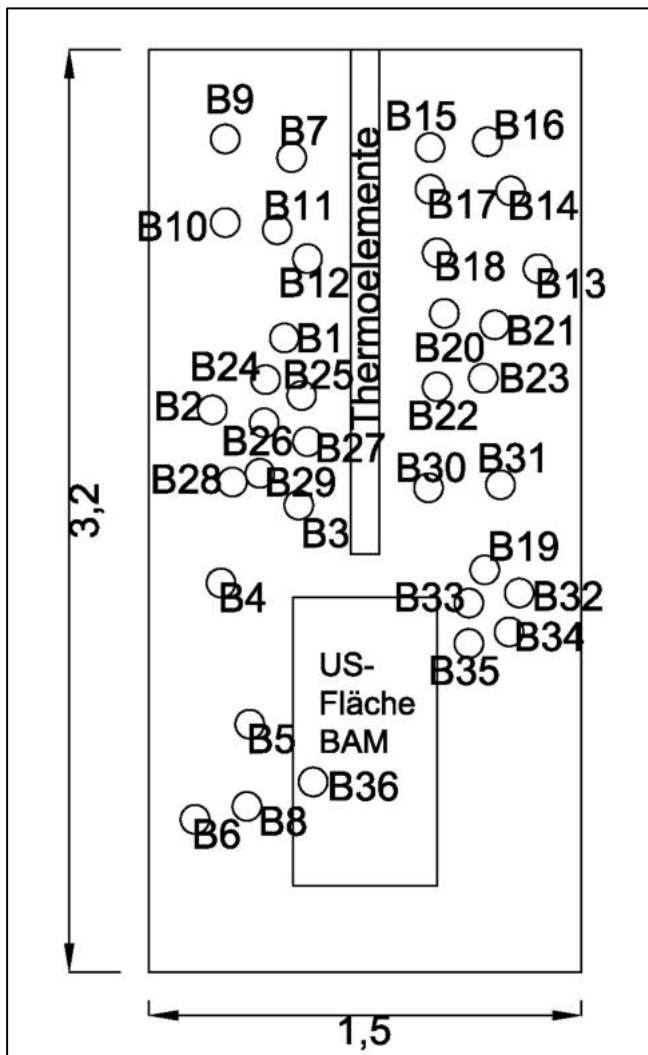 B9
B7
B15
B16
B11
B10
B17
B14
B12
B18
B13
Thermoelemente
B1
B20
B21
B24
B25
B23
B2
B22
B26
B27
B28
B29
B30
B31
B3
3,2
B19
B4
B33
B32
B34
B35
US-
Fläche
BAM
B5
B36
B6
B8
1,5